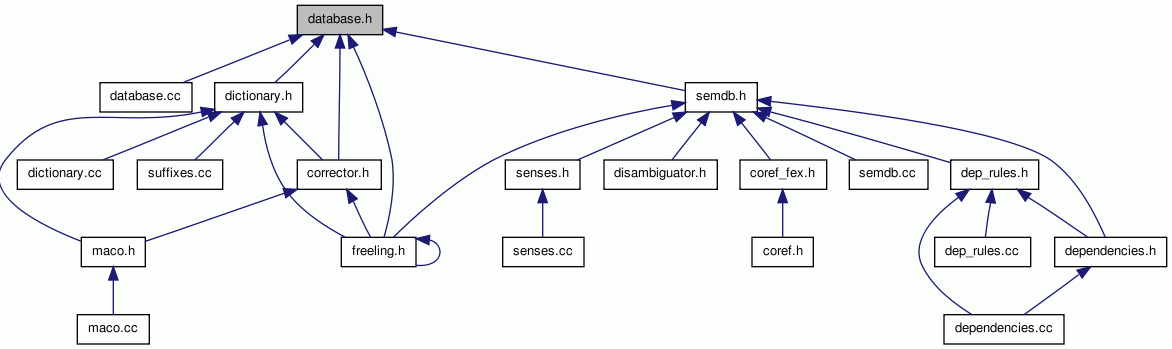 database.h
database.cc
dictionary.h
semdb.h
dictionary.cc
suffixes.cc
corrector.h
senses.h
disambiguator.h
coref_fex.h
semdb.cc
dep_rules.h
maco.h
freeling.h
senses.cc
coref.h
dep_rules.cc
dependencies.h
maco.cc
dependencies.cc